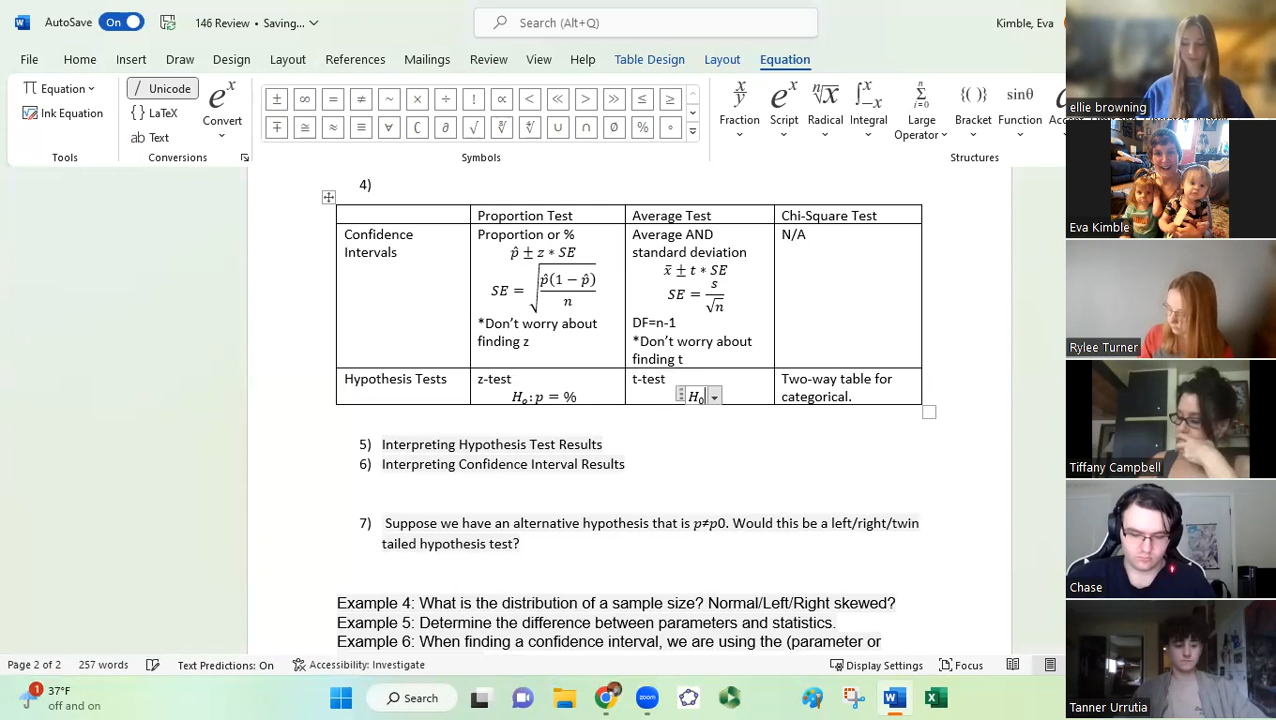 AutoSave On 146 Review • Saving... Search (Alt+Q) Kimble, Eva
File Home Insert Draw Design Layout References Mailings Review View Help Table Design Layout Equation
Equation Unicode
Ink Equation LaTeX Convert
Text
± ∞ = ≠ ~ × ÷ ! ∝ < ≪ > ≫ ≤ ≥
∓ ≅ ≈ ≡ ∀ ∁ ∂ √ ∛ ∜ ∪ ∩ ∅ % °
Fraction Script Radical Integral Large Operator Bracket Function
Tools Conversions Symbols Structures
4)
Proportion Test Average Test Chi-Square Test
Confidence Intervals
Proportion or %
p̂ ± z * SE
SE = √(p̂(1 − p̂)/n)
*Don't worry about
finding z
Average AND
standard deviation
x̄ ± t * SE
SE = s/√n
DF=n-1
*Don't worry about
finding t
N/A
Hypothesis Tests
z-test
Hₒ: p = %
t-test
H₀
Two-way table for
categorical.
5) Interpreting Hypothesis Test Results
6) Interpreting Confidence Interval Results
7) Suppose we have an alternative hypothesis that is p≠p0. Would this be a left/right/twin
tailed hypothesis test?
Example 4: What is the distribution of a sample size? Normal/Left/Right skewed?
Example 5: Determine the difference between parameters and statistics.
Example 6: When finding a confidence interval, we are using the (parameter or
Page 2 of 2 257 words Text Predictions: On Accessibility: Investigate Display Settings Focus
1 37°F
off and on
Search
zoom
ellie browning
Eva Kimble
Rylee Turner
Tiffany Campbell
Chase
Tanner Urrutia